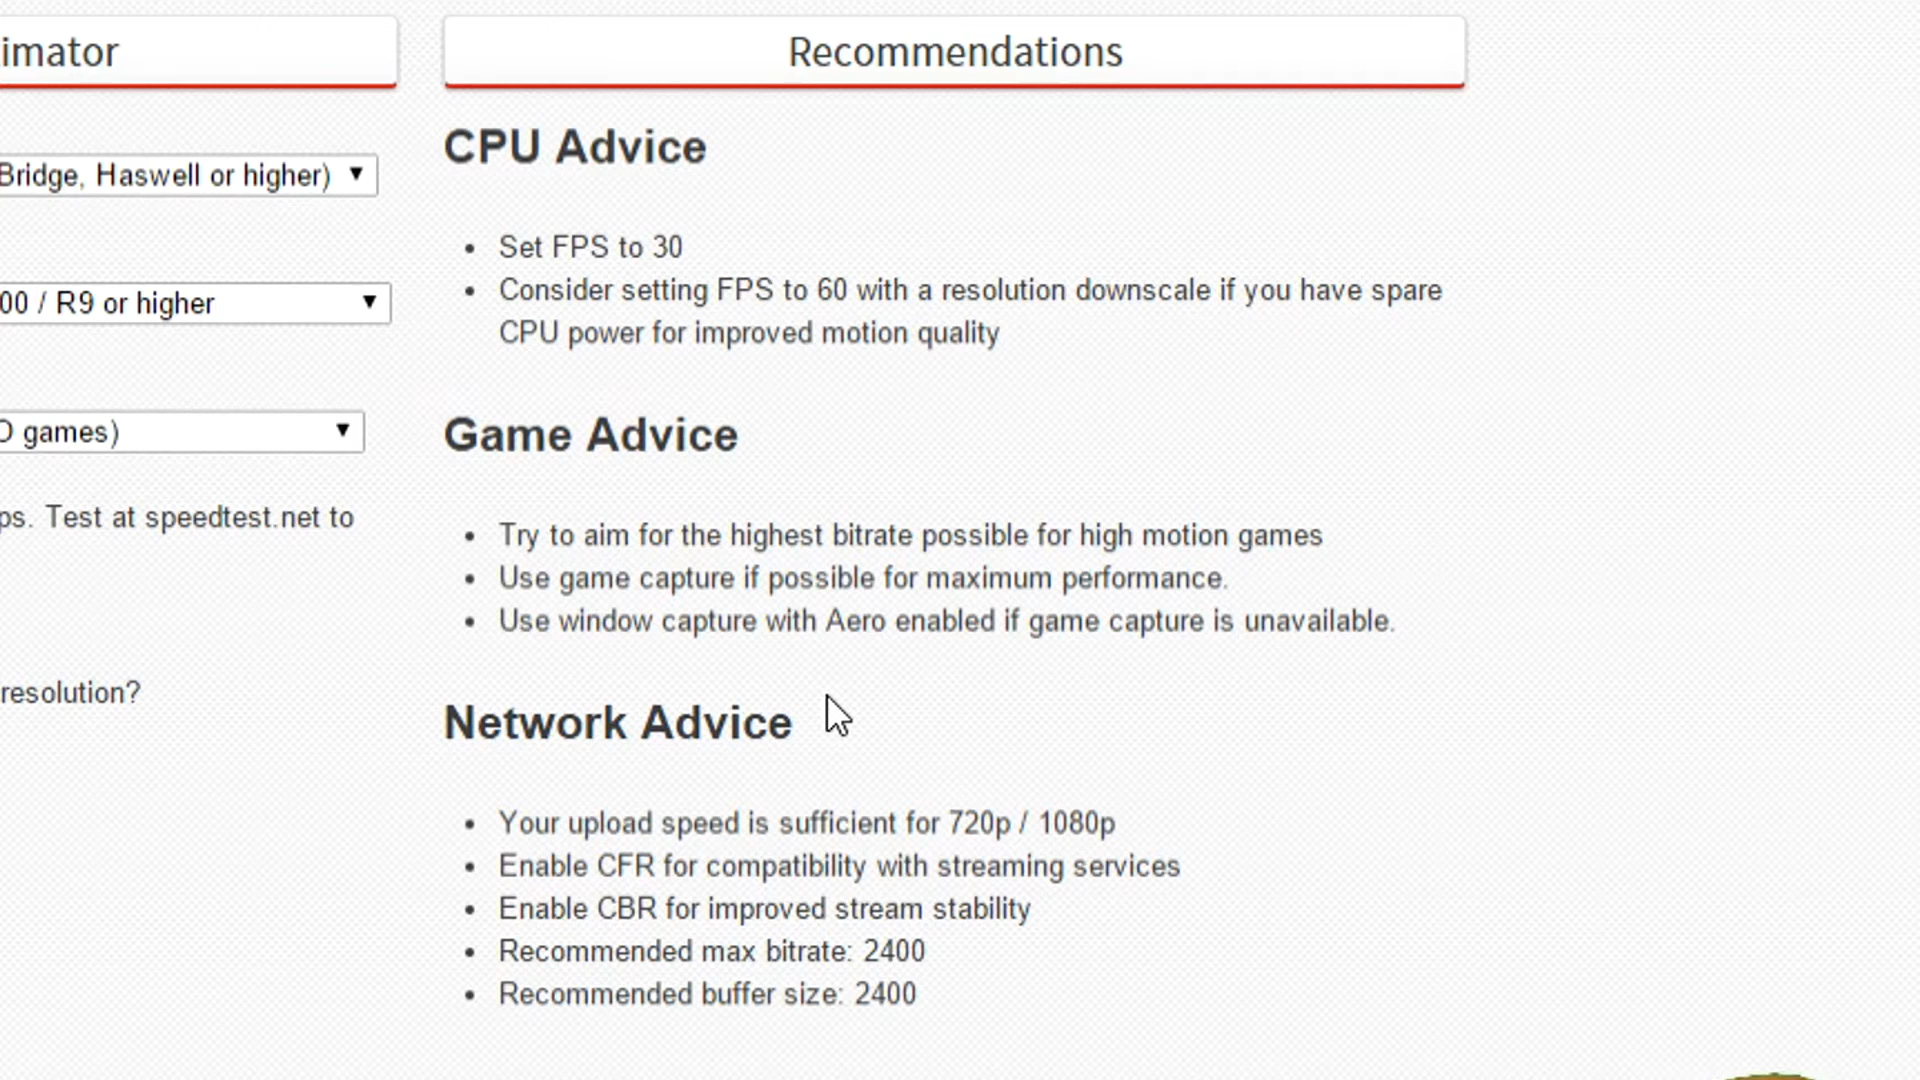 imator
Recommendations
Bridge, Haswell or higher)
00 / R9 or higher
games)
ps. Test at speedtest.net to
resolution?
CPU Advice
• Set FPS to 30
• Consider setting FPS to 60 with a resolution downscale if you have spare
CPU power for improved motion quality
Game Advice
• Try to aim for the highest bitrate possible for high motion games
• Use game capture if possible for maximum performance.
• Use window capture with Aero enabled if game capture is unavailable.
Network Advice
• Your upload speed is sufficient for 720p / 1080p
• Enable CFR for compatibility with streaming services
• Enable CBR for improved stream stability
• Recommended max bitrate: 2400
• Recommended buffer size: 2400